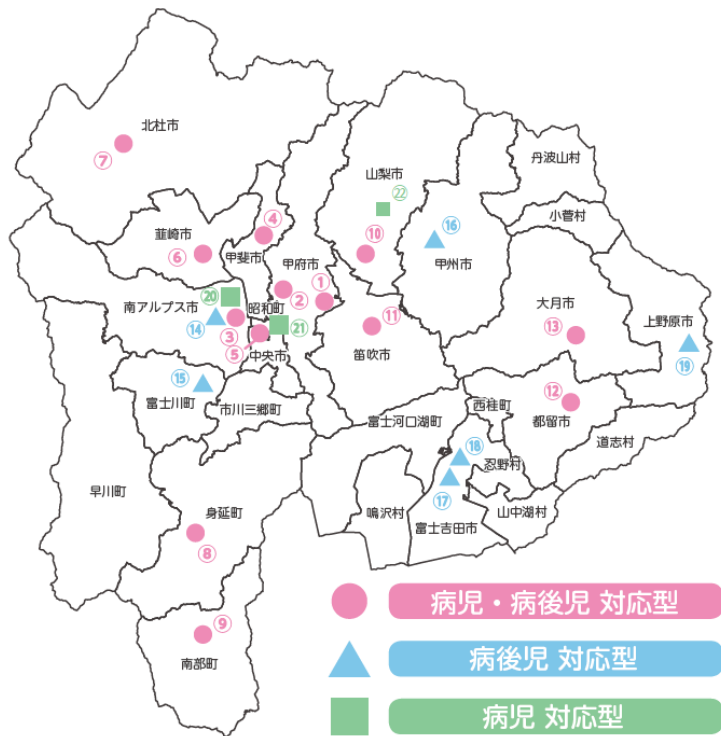 北杜市
⑦
山梨市
㉒
丹波山村
小菅村
韮崎市
⑥
④
甲斐市
甲府市
⑩
⑯
甲州市
南アルプス市
⑳
⑭
昭和町
②
①
③
⑤
㉑
中央市
⑪
笛吹市
大月市
⑬
上野原市
⑲
⑮
富士川町
市川三郷町
富士河口湖町
西桂町
⑫
都留市
道志村
⑱
忍野村
早川町
身延町
⑧
鳴沢村
⑰
富士吉田市
山中湖村
⑨
南部町
病児・病後児 対応型
病後児 対応型
病児 対応型